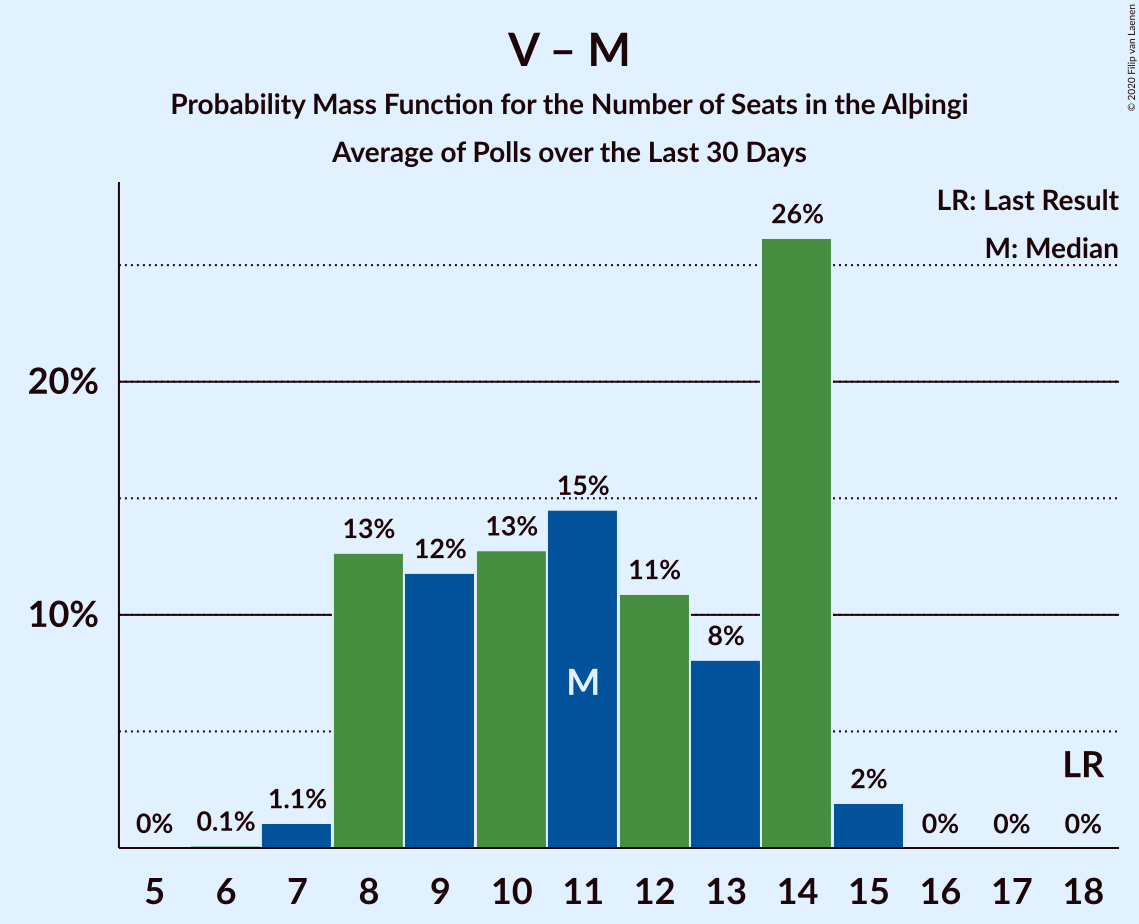 V – M
Probability Mass Function for the Number of Seats in the Alþingi
Average of Polls over the Last 30 Days
© 2020 Filip van Laenen
LR: Last Result
M: Median
26%
20%
15%
13%
12%
13%
11%
10%
8%
M
LR
2%
1.1%
0%
0.1%
0%
0%
0%
5 6 7 8 9 10 11 12 13 14 15 16 17 18